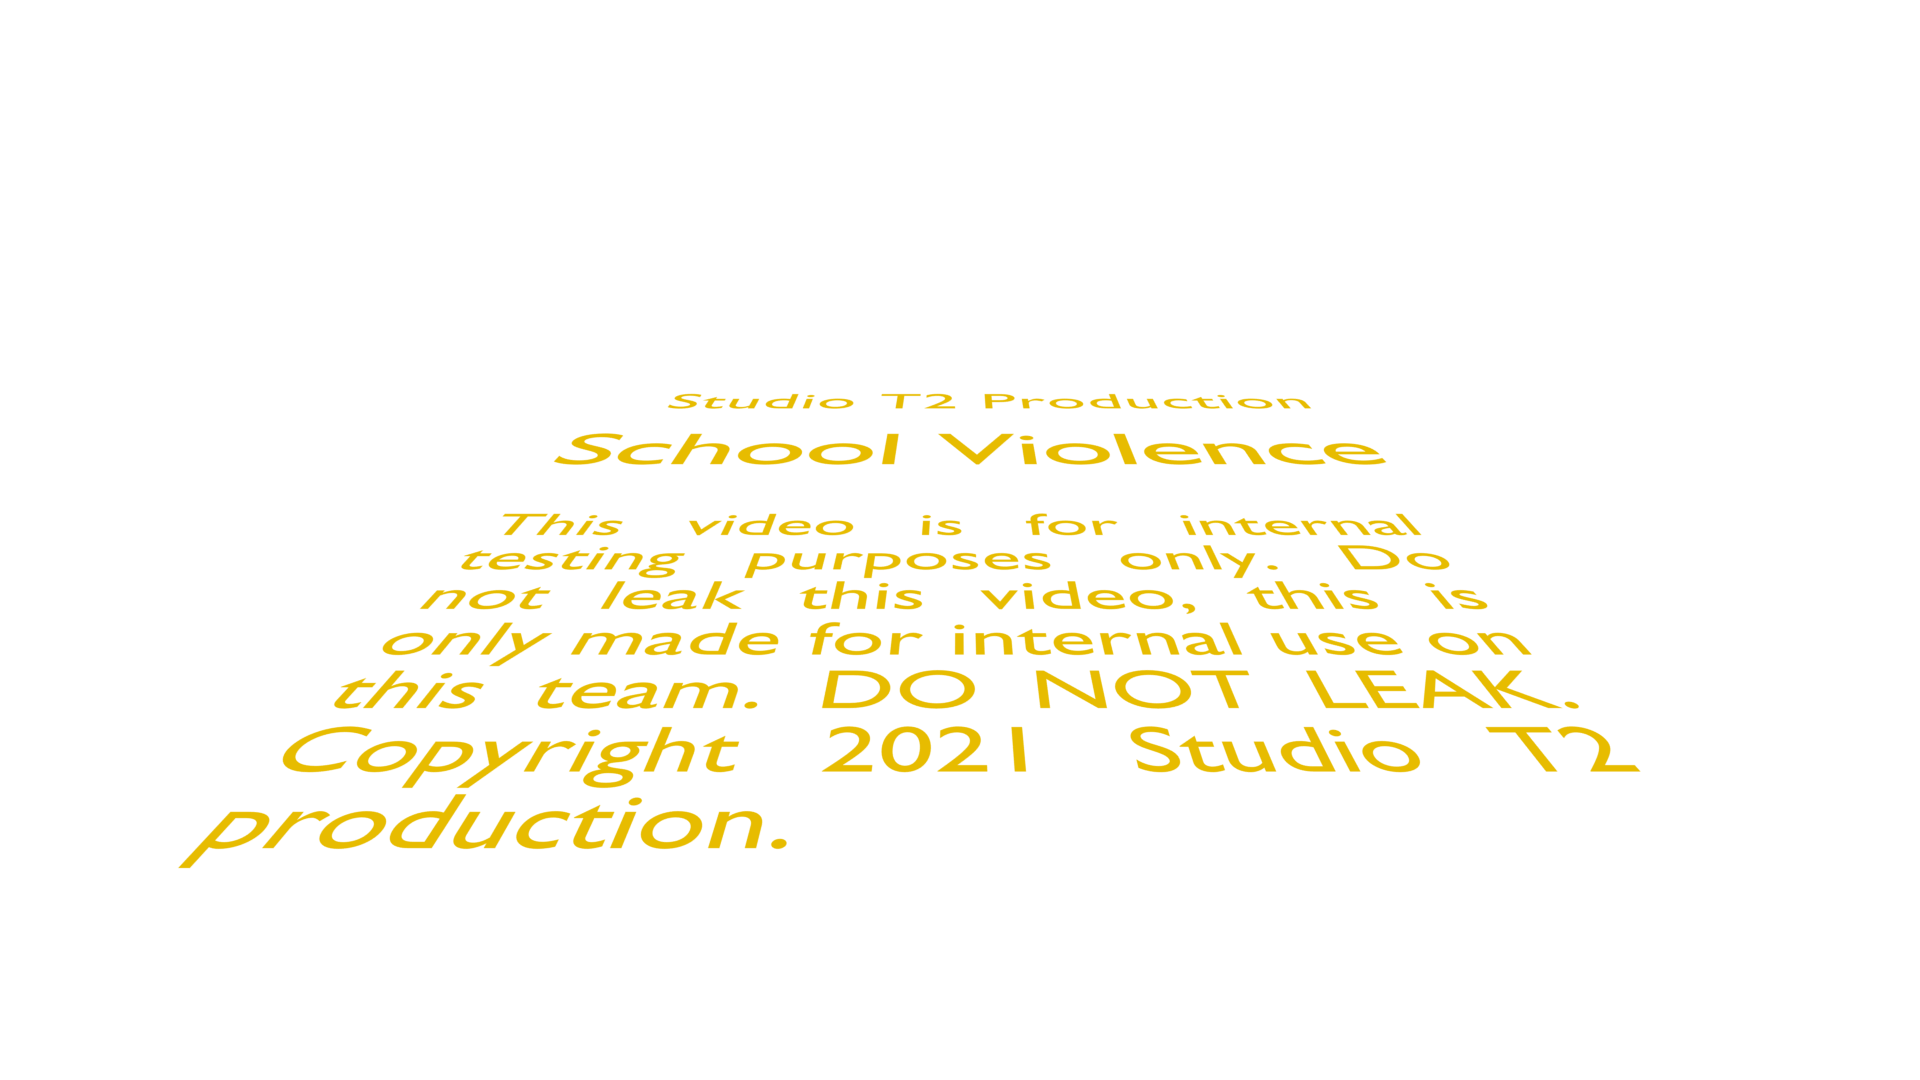 Studio T2 Production
School Violence
This video is for internal
testing purposes only. Do
not leak this video, this is
only made for internal use on
this team. DO NOT LEAK.
Copyright 2021 Studio T2
production.